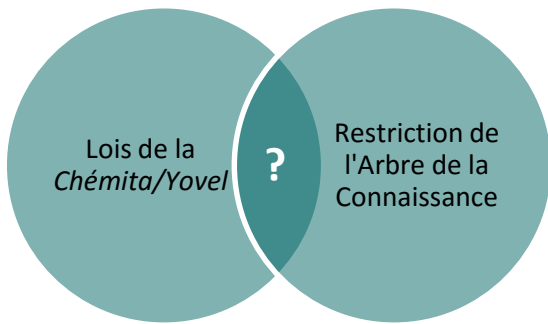 Lois de la
Chémita/Yovel
?
Restriction de
l'Arbre de la
Connaissance